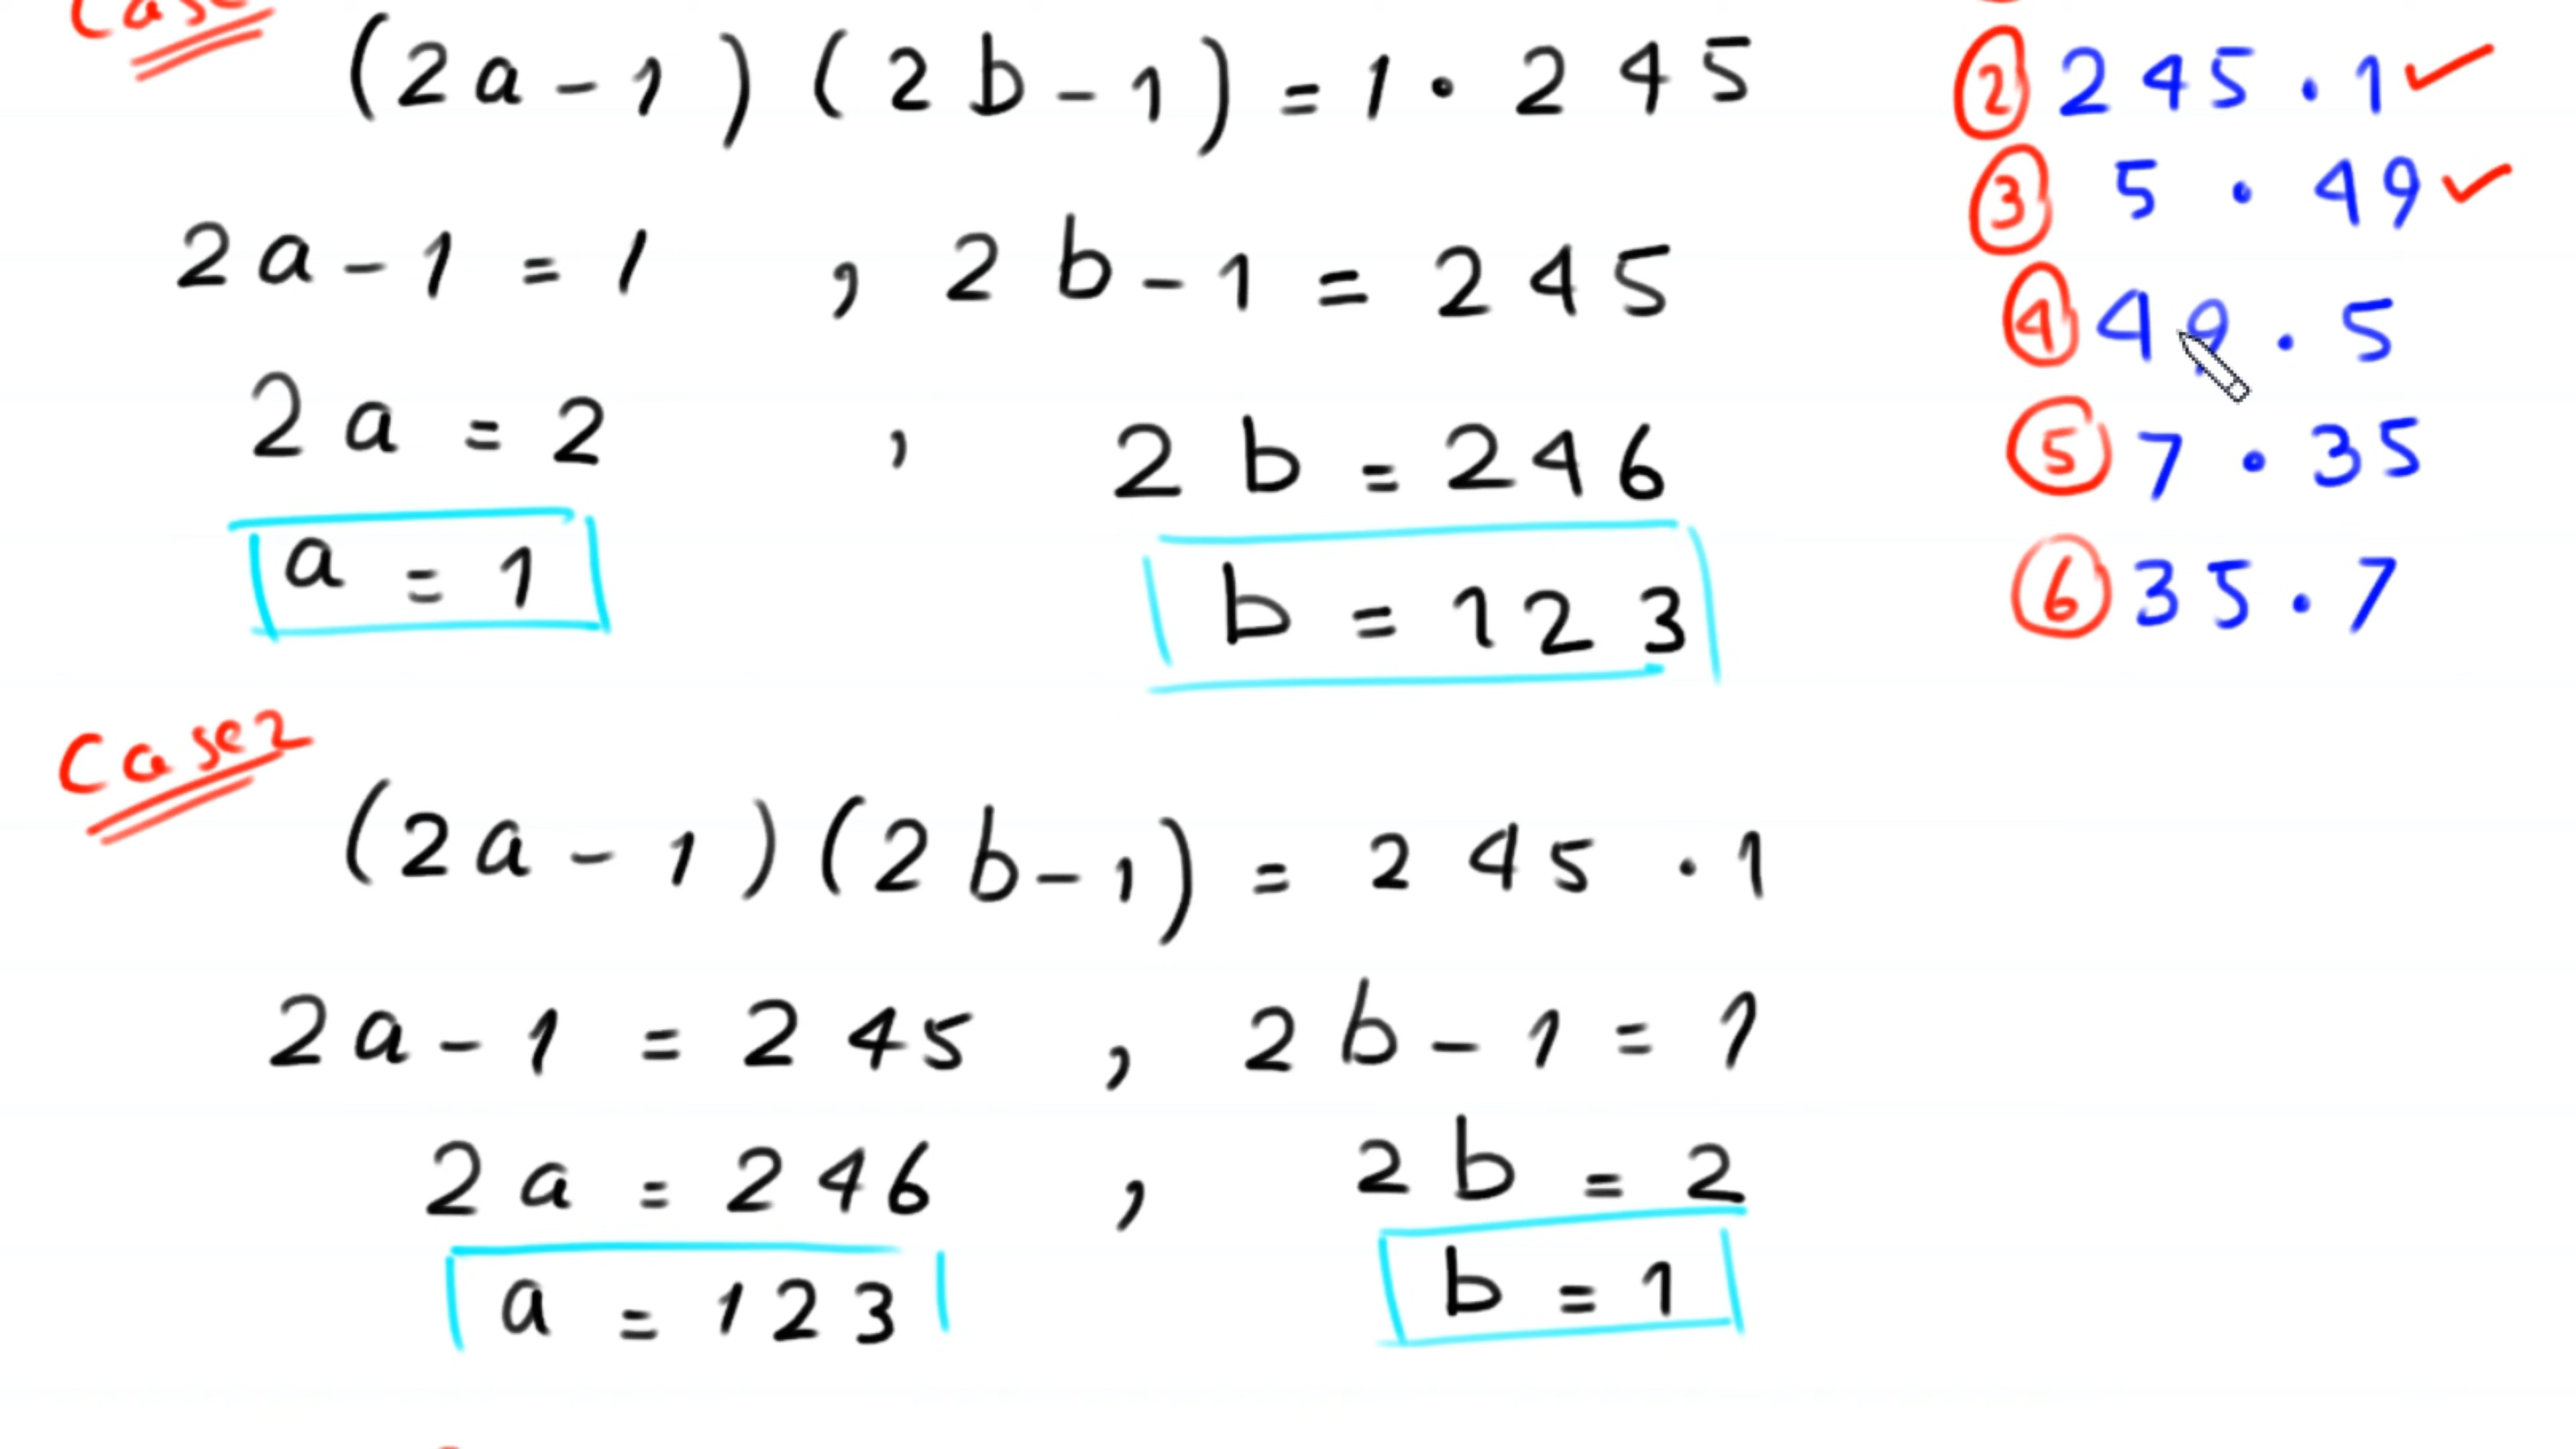 Case
(2a-1)(2b-1) = 1 · 245
2a-1 = 1 , 2b-1 = 245
2a = 2 , 2b = 246
a = 1 b = 123
② 245 · 1 ✓
③ 5 · 49 ✓
④ 49 · 5
⑤ 7 · 35
⑥ 35 · 7
Case2
(2a-1)(2b-1) = 245 · 1
2a-1 = 245 , 2b-1 = 1
2a = 246 , 2b = 2
a = 123 b = 1